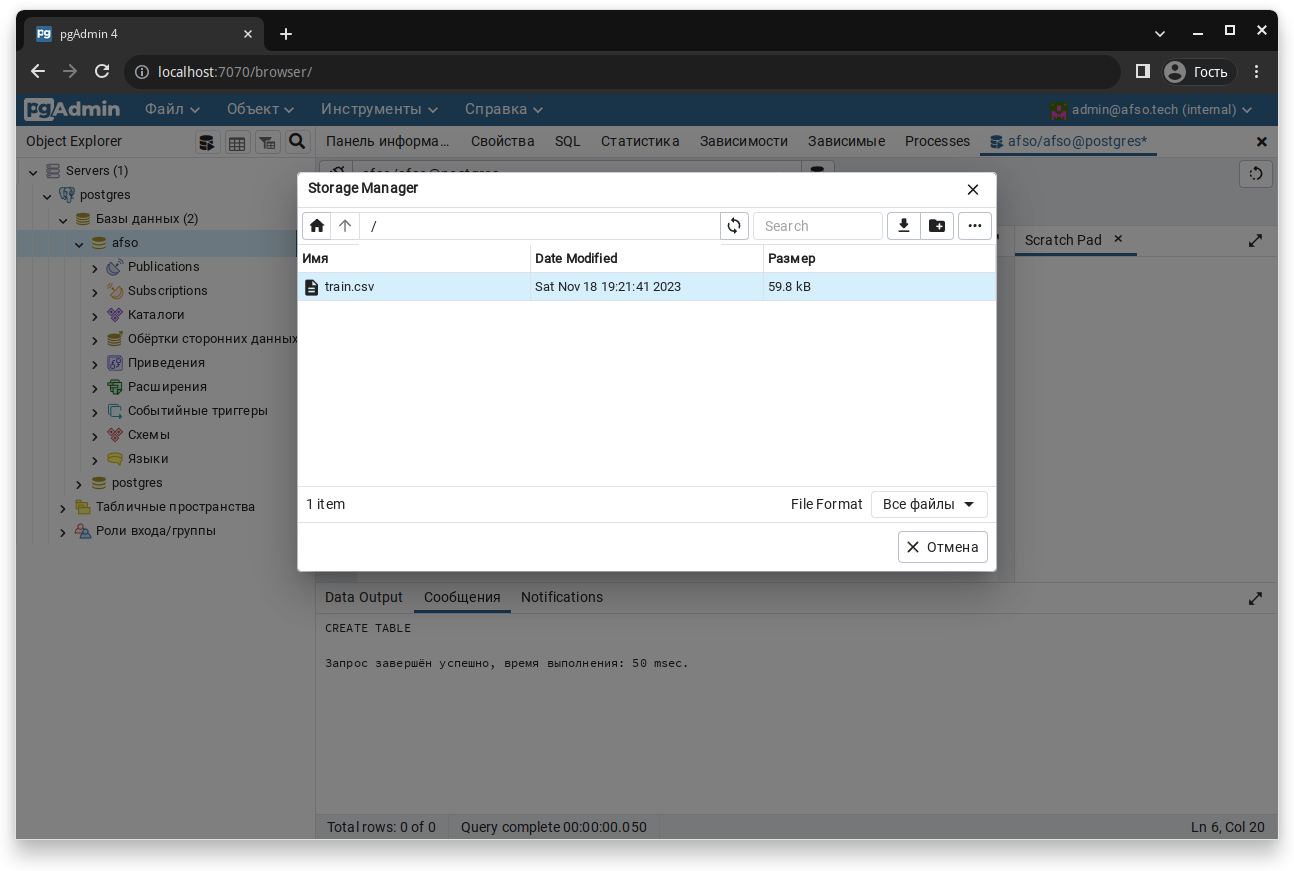 pgAdmin 4
localhost:7070/browser/
Гость
pgAdmin Файл Объект Инструменты Справка admin@afso.tech (internal)
Object Explorer
Панель информа... Свойства SQL Статистика Зависимости Зависимые Processes afso/afso@postgres*
Servers (1)
postgres
Базы данных (2)
afso
Publications
Subscriptions
Каталоги
Обёртки сторонних данных
Приведения
Расширения
Событийные триггеры
Схемы
Языки
postgres
Табличные пространства
Роли входа/группы
afso/afso@postgres
Scratch Pad
Storage Manager
/
Search
Имя Date Modified Размер
train.csv Sat Nov 18 19:21:41 2023 59.8 kB
1 item File Format Все файлы
Отмена
Data Output Сообщения Notifications
CREATE TABLE
Запрос завершён успешно, время выполнения: 50 msec.
Total rows: 0 of 0 Query complete 00:00:00.050 Ln 6, Col 20